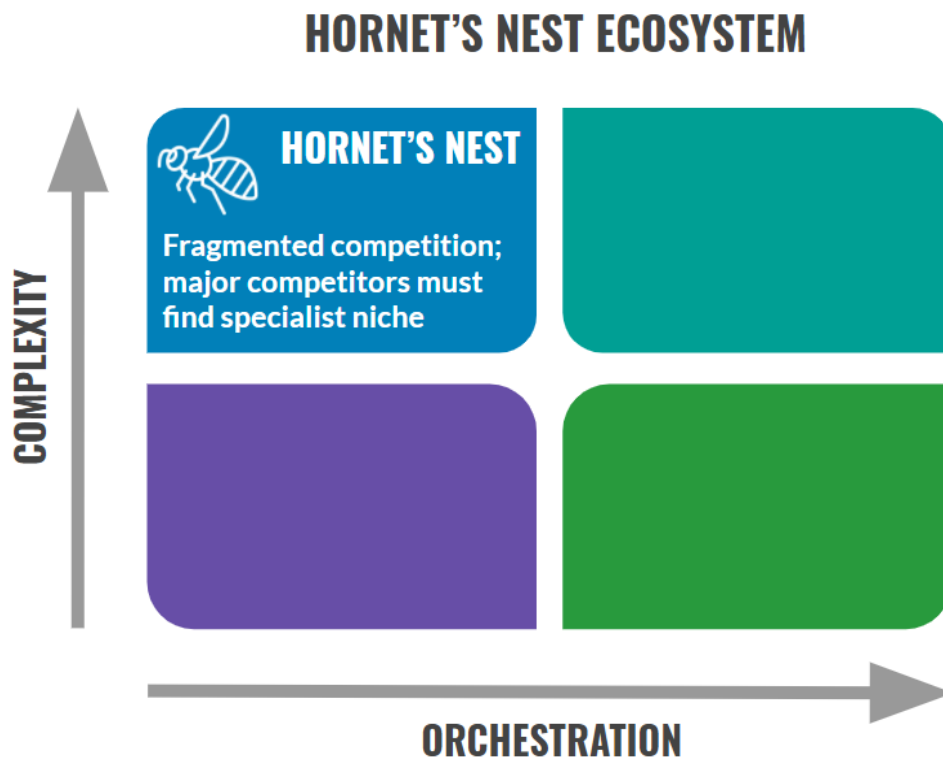 HORNET'S NEST ECOSYSTEM
HORNET'S NEST
Fragmented competition;
major competitors must
find specialist niche
COMPLEXITY
ORCHESTRATION